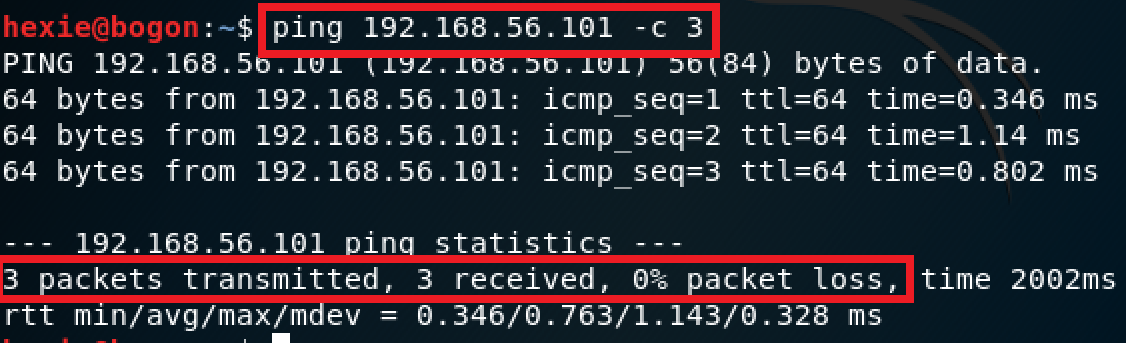 hexie@bogon:~$ ping 192.168.56.101 -c 3
PING 192.168.56.101 (192.168.56.101) 56(84) bytes of data.
64 bytes from 192.168.56.101: icmp_seq=1 ttl=64 time=0.346 ms
64 bytes from 192.168.56.101: icmp_seq=2 ttl=64 time=1.14 ms
64 bytes from 192.168.56.101: icmp_seq=3 ttl=64 time=0.802 ms
--- 192.168.56.101 ping statistics ---
3 packets transmitted, 3 received, 0% packet loss, time 2002ms
rtt min/avg/max/mdev = 0.346/0.763/1.143/0.328 ms